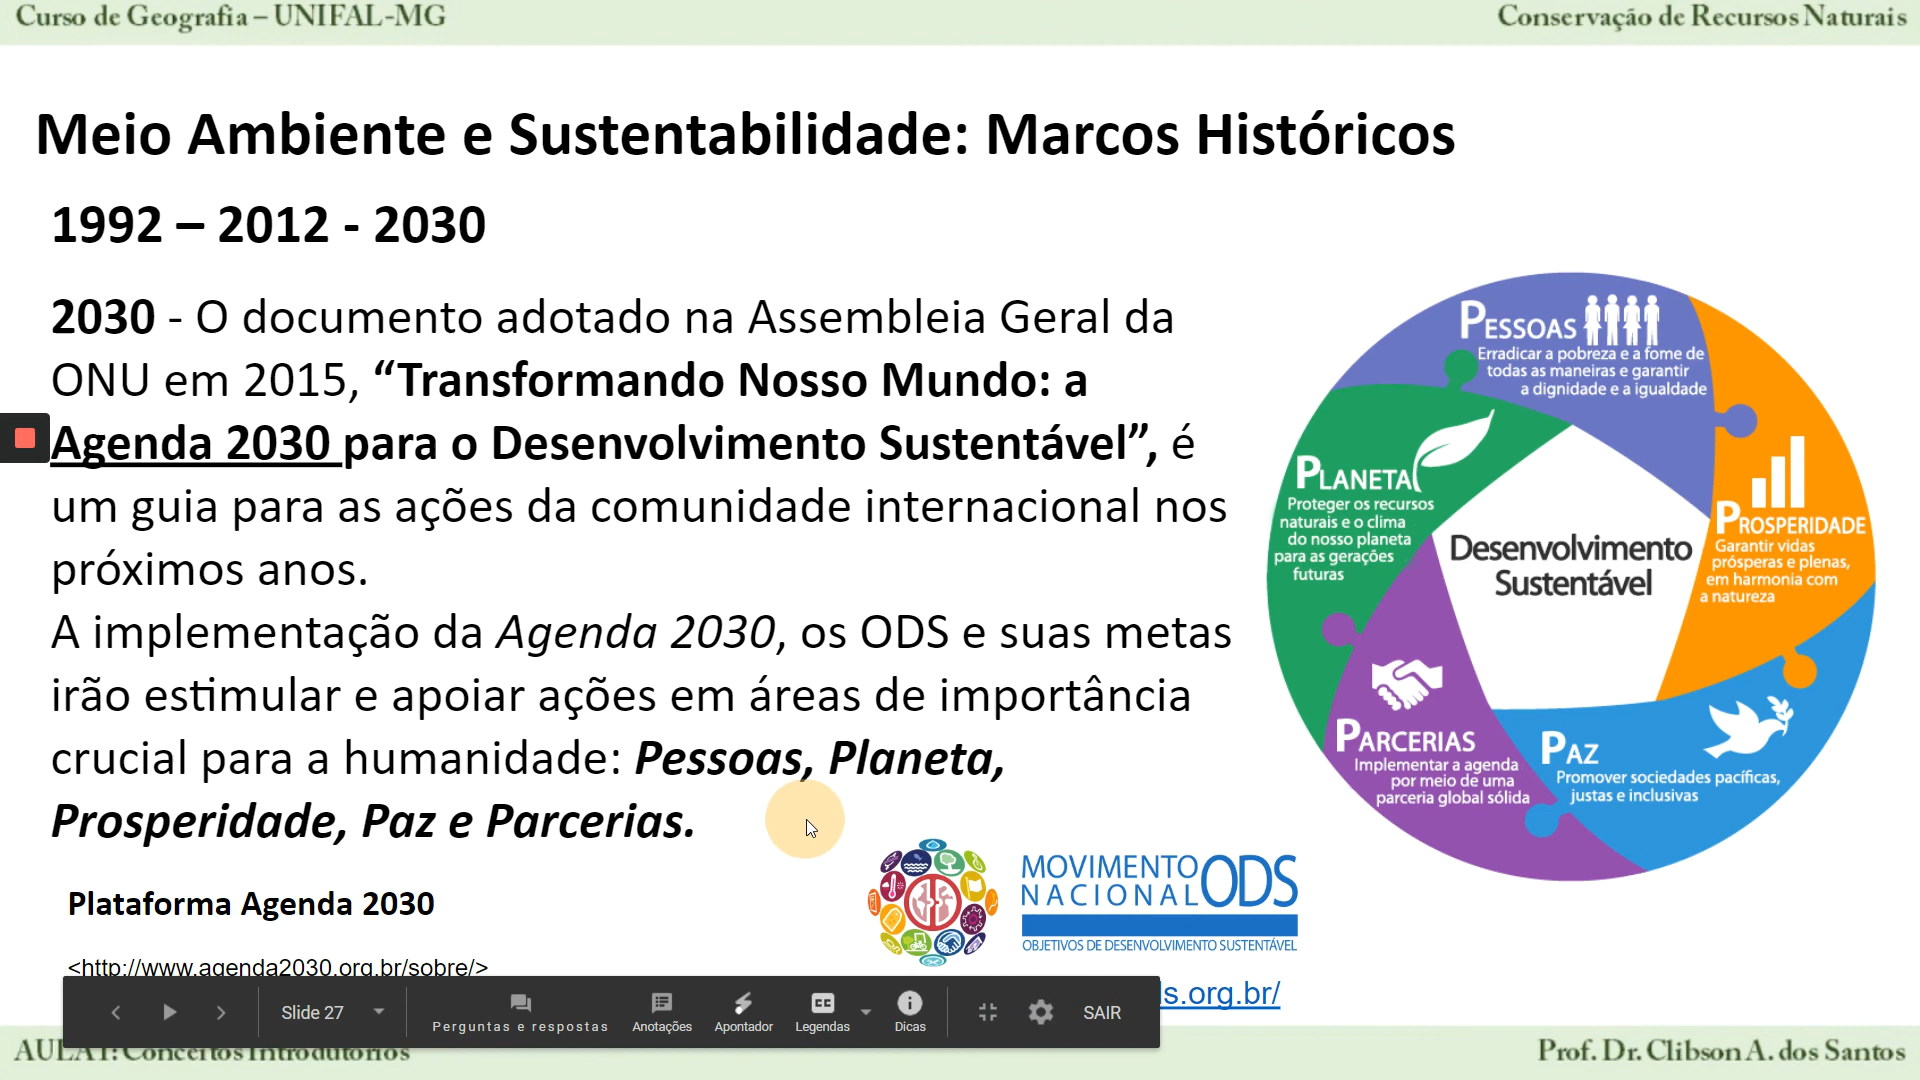 Curso de Geografia – UNIFAL-MG
Conservação de Recursos Naturais
Meio Ambiente e Sustentabilidade: Marcos Históricos
1992 – 2012 - 2030
2030 - O documento adotado na Assembleia Geral da
ONU em 2015, “Transformando Nosso Mundo: a
Agenda 2030 para o Desenvolvimento Sustentável”, é
um guia para as ações da comunidade internacional nos
próximos anos.
A implementação da Agenda 2030, os ODS e suas metas
irão estimular e apoiar ações em áreas de importância
crucial para a humanidade: Pessoas, Planeta,
Prosperidade, Paz e Parcerias.
PESSOAS
Erradicar a pobreza e a fome de
todas as maneiras e garantir
a dignidade e a igualdade
PLANETA
Proteger os recursos
naturais e o clima
do nosso planeta
para as gerações
futuras
PROSPERIDADE
Garantir vidas
prósperas e plenas,
em harmonia com
a natureza
Desenvolvimento
Sustentável
PARCERIAS
Implementar a agenda
por meio de uma
parceria global sólida
PAZ
Promover sociedades pacíficas,
justas e inclusivas
Plataforma Agenda 2030
<http://www.agenda2030.org.br/sobre/>
MOVIMENTO
NACIONAL ODS
OBJETIVOS DE DESENVOLVIMENTO SUSTENTÁVEL
s.org.br/
Slide 27
Perguntas e respostas
Anotações
Apontador
CC
Legendas
Dicas
SAIR
AULA 1: Conceitos Introdutórios
Prof. Dr. Clibson A. dos Santos